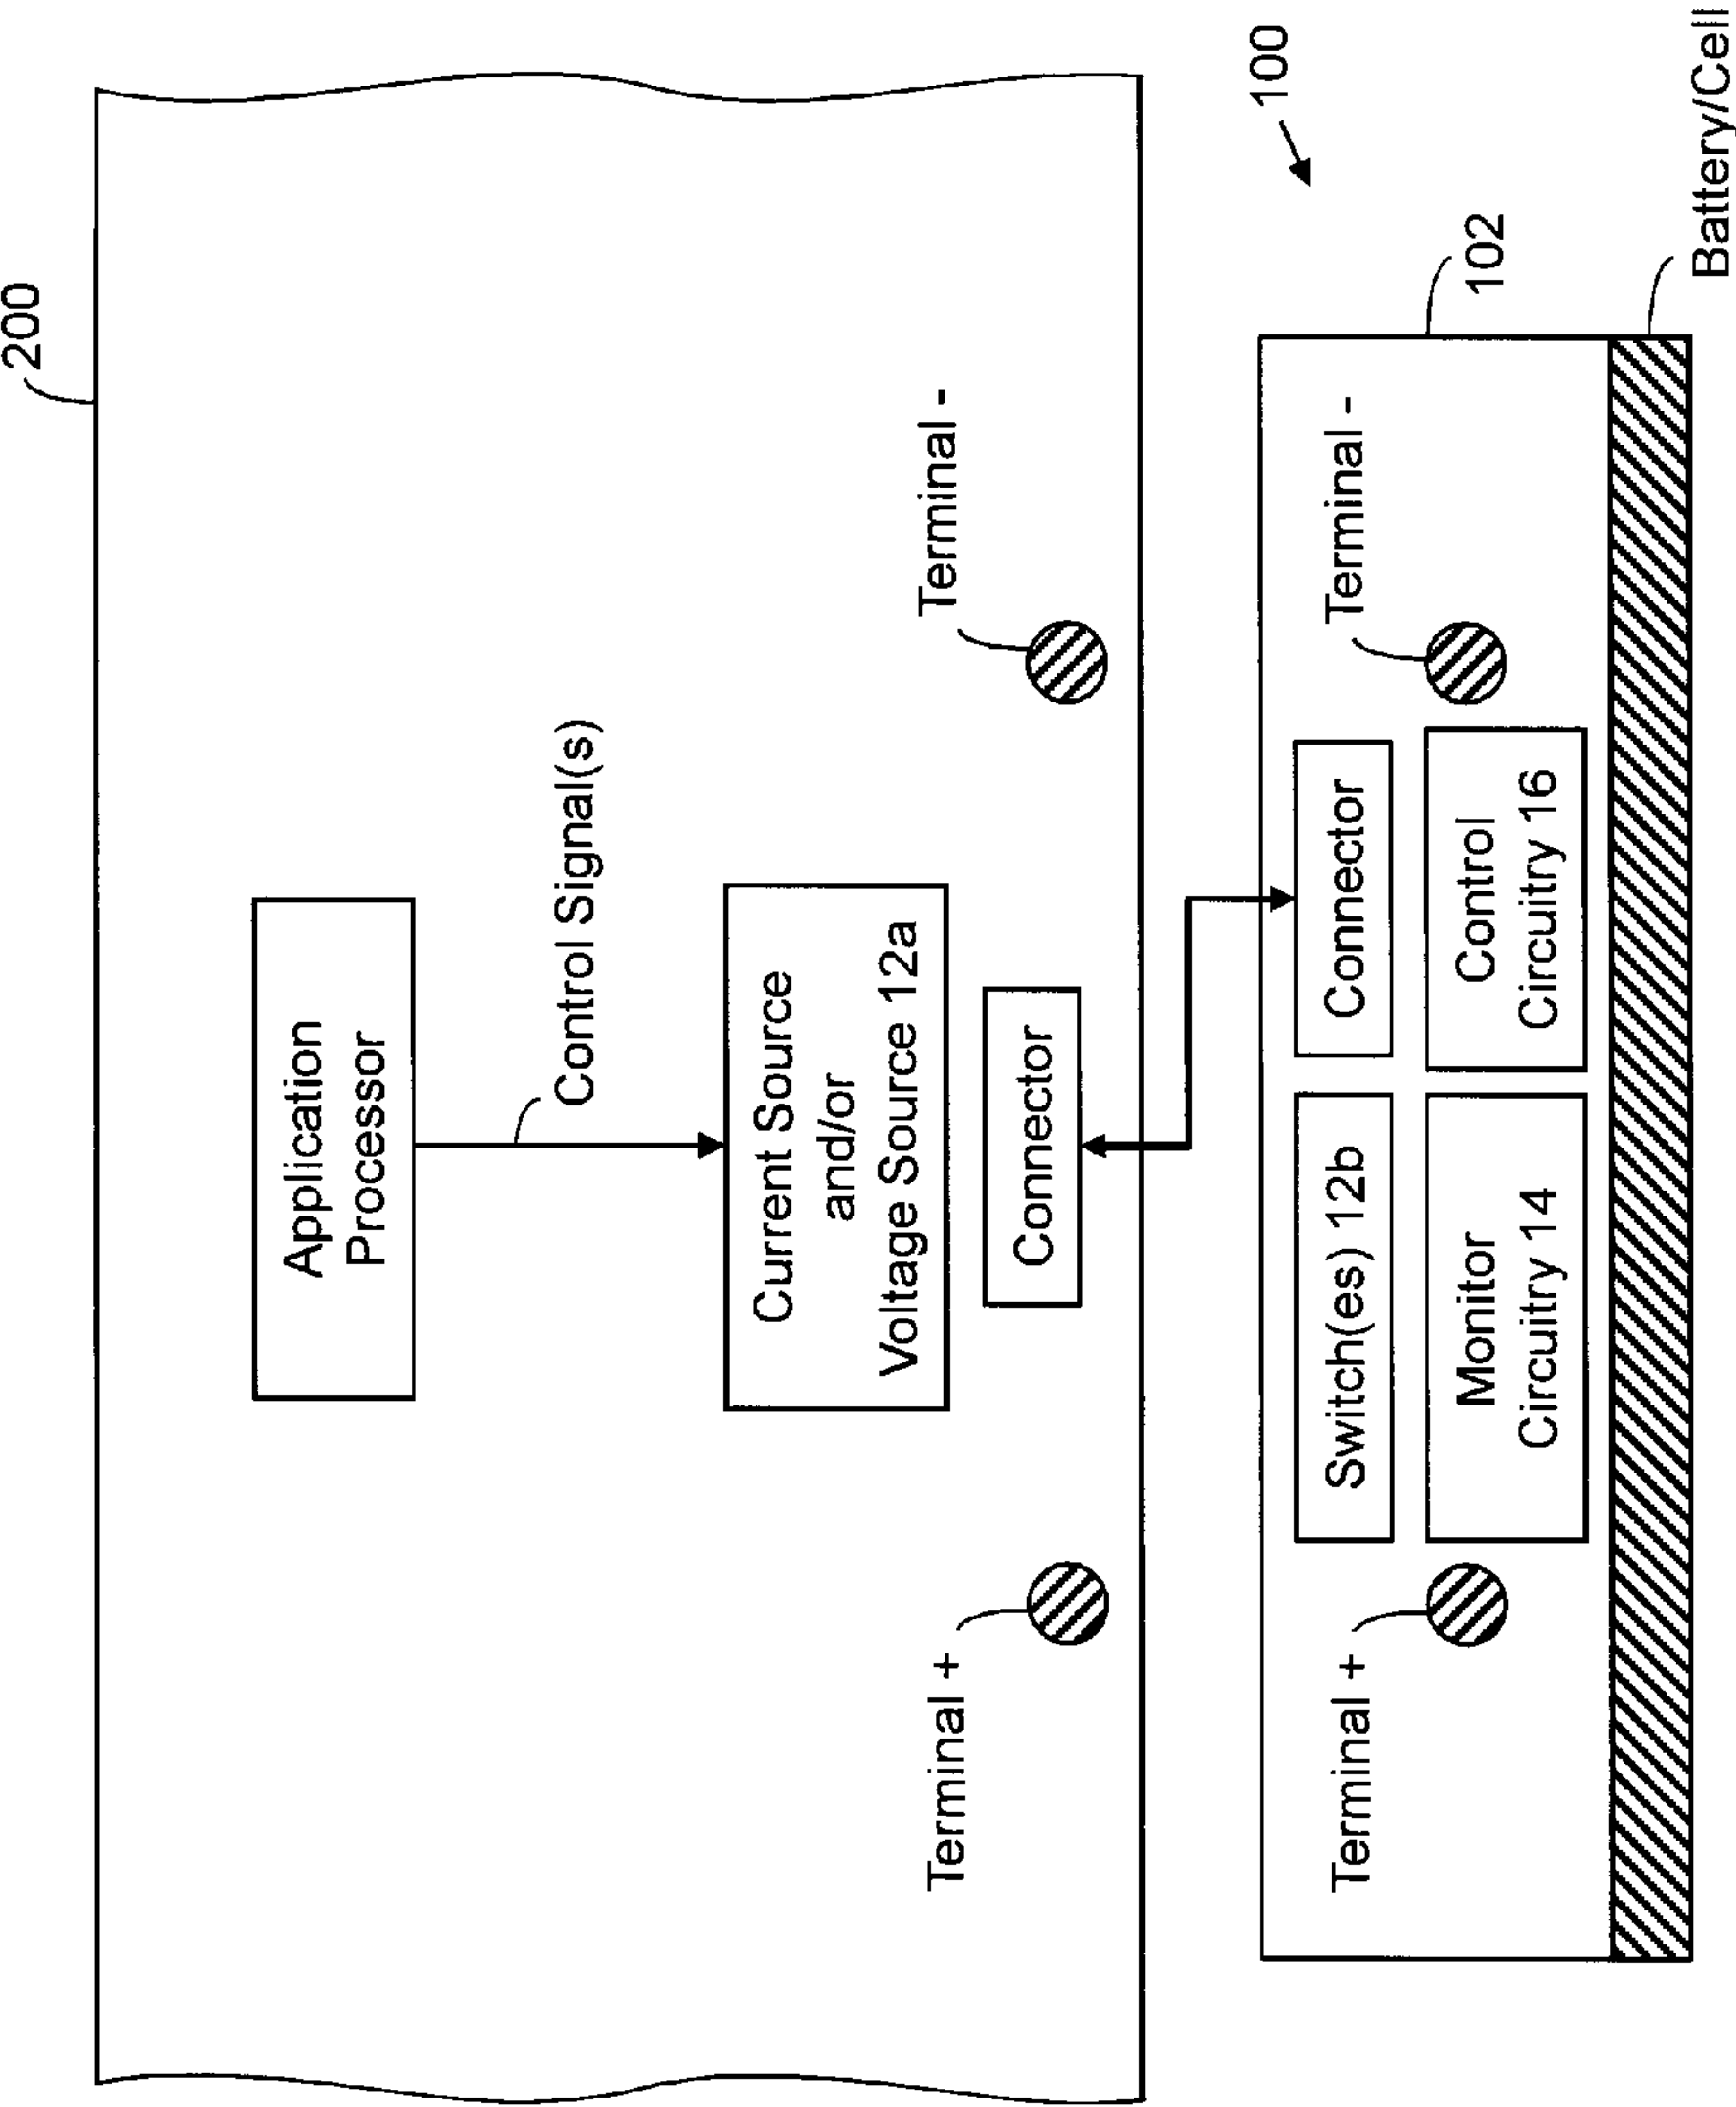 200
Application
Processor
Control Signal(s)
Current Source
and/or
Voltage Source 12a
Terminal +
Connector
Terminal -
100
Terminal +
Switch(es) 12b
Connector
Terminal -
Monitor
Circuitry 14
Control
Circuitry 16
102
Battery/Cell